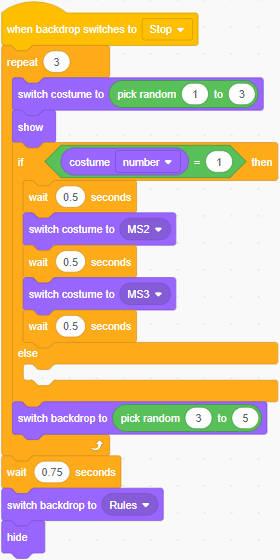 when backdrop switches to Stop
repeat 3
switch costume to pick random 1 to 3
show
if costume number = 1 then
wait 0.5 seconds
switch costume to MS2
wait 0.5 seconds
switch costume to MS3
wait 0.5 seconds
else
switch backdrop to pick random 3 to 5
wait 0.75 seconds
switch backdrop to Rules
hide